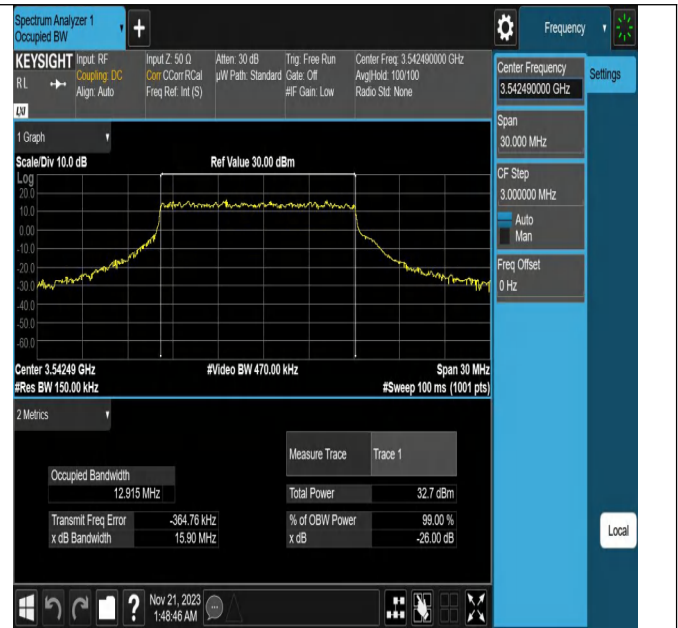 Spectrum Analyzer 1
Occupied BW
+
Frequency
KEYSIGHT
RL
LXI
Input: RF
Coupling: DC
Align: Auto
Input Z: 50 Ω
Corr CCorr RCal
Freq Ref: Int (S)
Atten: 30 dB
µW Path: Standard
Trig: Free Run
Gate: Off
#IF Gain: Low
Center Freq: 3.542490000 GHz
Avg|Hold: 100/100
Radio Std: None
Center Frequency
3.542490000 GHz
Settings
Span
30.000 MHz
CF Step
3.000000 MHz
Auto
Man
Freq Offset
0 Hz
1 Graph
Scale/Div 10.0 dB
Ref Value 30.00 dBm
Log
20.0
10.0
0.00
-10.0
-20.0
-30.0
-40.0
-50.0
-60.0
Center 3.54249 GHz
#Video BW 470.00 kHz
Span 30 MHz
#Res BW 150.00 kHz
#Sweep 100 ms (1001 pts)
2 Metrics
Measure Trace Trace 1
Occupied Bandwidth
12.915 MHz
Total Power 32.7 dBm
Transmit Freq Error -364.76 kHz
% of OBW Power 99.00 %
x dB Bandwidth 15.90 MHz
x dB -26.00 dB
Local
?
Nov 21, 2023
1:48:46 AM